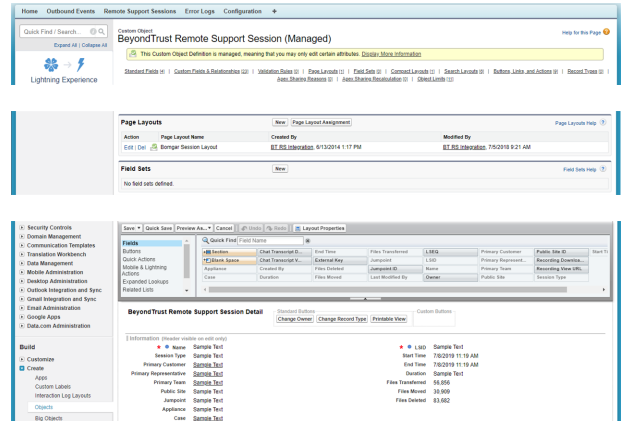 Home Outbound Events Remote Support Sessions Error Logs Configuration +
Quick Find / Search...
Expand All | Collapse All
Lightning Experience
Custom Object
BeyondTrust Remote Support Session (Managed)
Help for this Page
This Custom Object Definition is managed, meaning that you may only edit certain attributes. Display More Information
Standard Fields [4] | Custom Fields & Relationships [22] | Validation Rules [0] | Page Layouts [1] | Field Sets [0] | Compact Layouts [1] | Search Layouts [6] | Buttons, Links, and Actions [8] | Record Types [0] |
Apex Sharing Reasons [0] | Apex Sharing Recalculation [0] | Object Limits [10]
Page Layouts New Page Layout Assignment Page Layouts Help ?
Action Page Layout Name Created By Modified By
Edit | Del Bomgar Session Layout BT RS Integration, 6/13/2014 1:17 PM BT RS Integration, 7/5/2018 9:21 AM
Field Sets New Field Sets Help ?
No field sets defined.
Security Controls
Domain Management
Communication Templates
Translation Workbench
Data Management
Mobile Administration
Desktop Administration
Outlook Integration and Sync
Gmail Integration and Sync
Email Administration
Google Apps
Data.com Administration
Build
Customize
Create
Apps
Custom Labels
Interaction Log Layouts
Objects
Big Objects
Save Quick Save Preview As... Cancel Undo Redo Layout Properties
Fields
Buttons
Quick Actions
Mobile & Lightning Actions
Expanded Lookups
Related Lists
Quick Find Field Name
Section Chat Transcript D... End Time Files Transferred LSEQ Primary Customer Public Site ID
Blank Space Chat Transcript V... External Key Jumpoint LSID Primary Represent... Recording Downloa...
Appliance Created By Files Deleted Jumpoint ID Name Primary Team Recording View URL
Case Duration Files Moved Last Modified By Owner Public Site Session Type
BeyondTrust Remote Support Session Detail
Standard Buttons
Change Owner Change Record Type Printable View
Custom Buttons
Information (Header visible on edit only)
Name Sample Text LSID Sample Text
Session Type Sample Text Start Time 7/8/2019 11:19 AM
Primary Customer Sample Text End Time 7/8/2019 11:19 AM
Primary Representative Sample Text Duration Sample Text
Primary Team Sample Text Files Transferred 56,856
Public Site Sample Text Files Moved 30,909
Jumpoint Sample Text Files Deleted 83,682
Appliance Sample Text
Case Sample Text